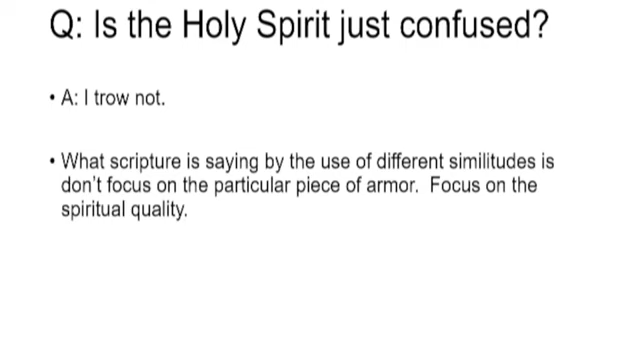 Q: Is the Holy Spirit just confused?
• A: I trow not.
• What scripture is saying by the use of different similitudes is
don't focus on the particular piece of armor.  Focus on the
spiritual quality.